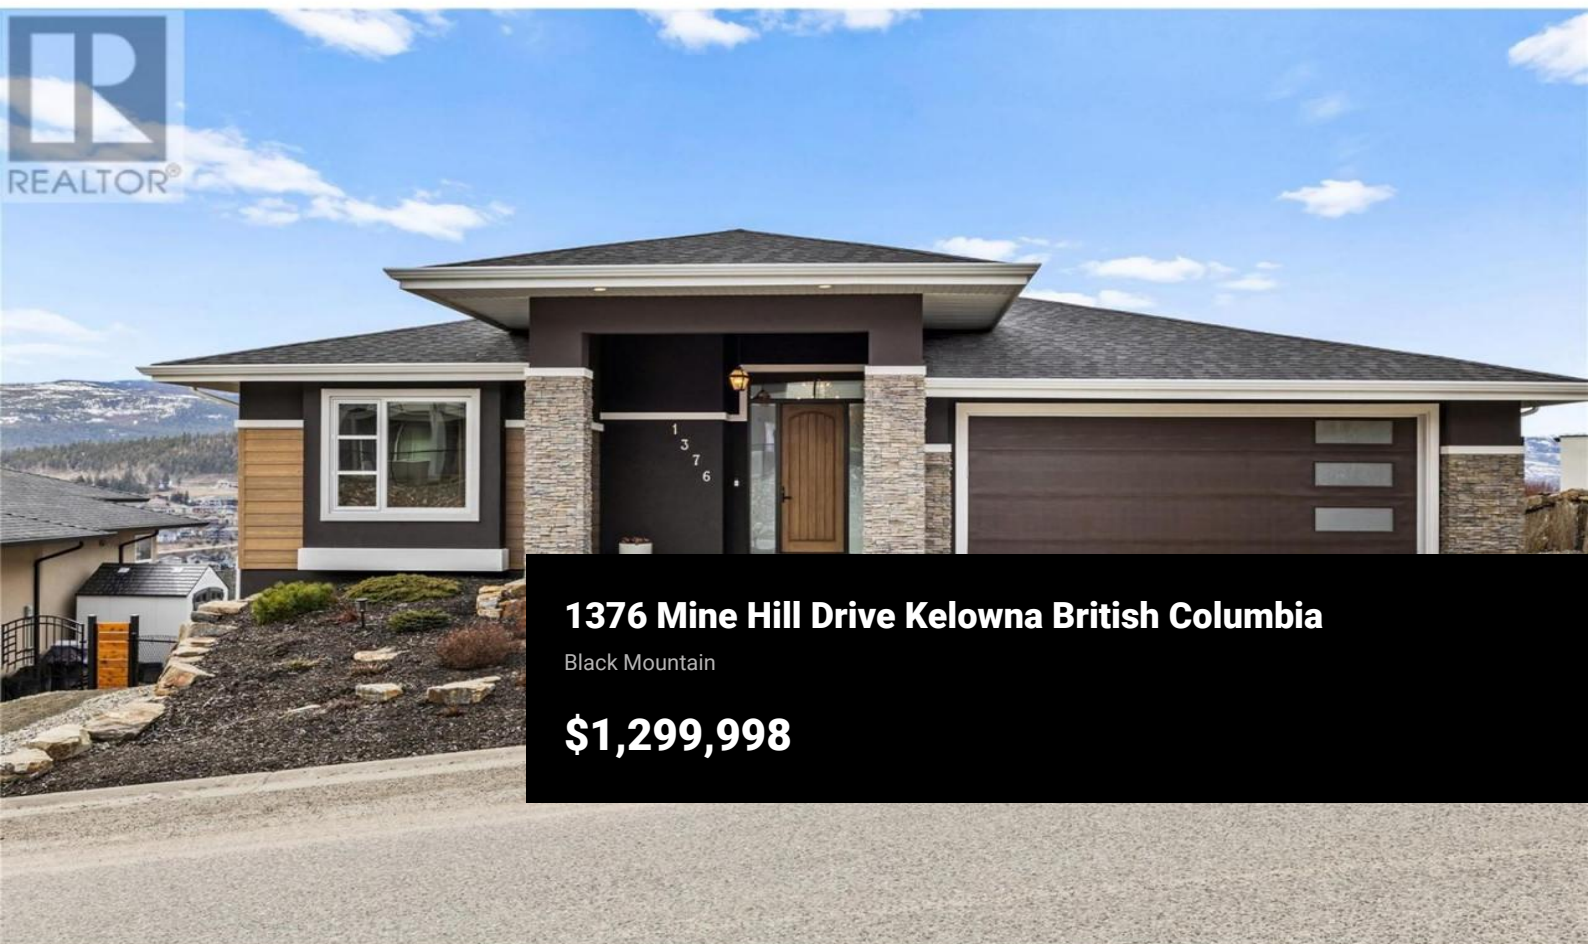 REALTOR®
1
3
7
6
1376 Mine Hill Drive Kelowna British Columbia
Black Mountain
$1,299,998